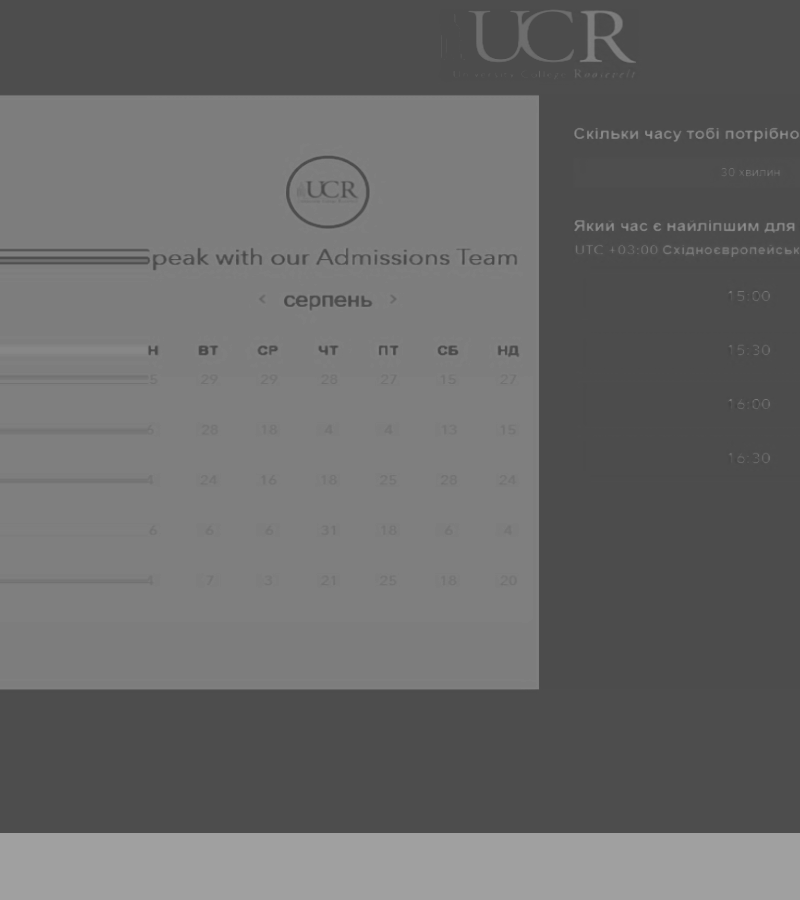 UCR
University College Roosevelt
UCR
peak with our Admissions Team
< серпень >
Н ВТ СР ЧТ ПТ СБ НД
5 29 29 28 27 15 27
6 28 18 4 4 13 15
4 24 16 18 25 28 24
6 6 6 31 18 6 4
4 7 3 21 25 18 20
Скільки часу тобі потрібно
30 хвилин
Який час є найліпшим для
UTC +03:00 Східноєвропейськ
15:00
15:30
16:00
16:30